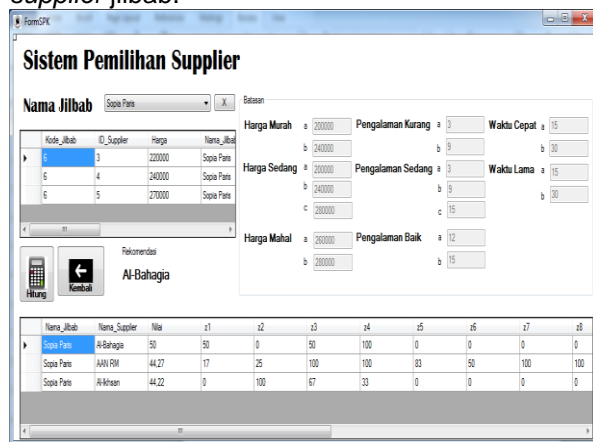 supplier jilbab.
FormSPK
Sistem Pemilihan Supplier
Nama Jilbab Sopia Paris X
Batasan
Harga Murah a 200000 Pengalaman Kurang a 3 Waktu Cepat a 15
b 240000 b 9 b 30
Harga Sedang a 200000 Pengalaman Sedang a 3 Waktu Lama a 15
b 240000 b 9 b 30
c 280000 c 15
Harga Mahal a 260000 Pengalaman Baik a 12
b 280000 b 15
Kode_Jilbab ID_Supplier Harga Nama_Jilbab
6 3 220000 Sopia Paris
6 4 240000 Sopia Paris
6 5 270000 Sopia Paris
Hitung Kembali
Rekomendasi
Al-Bahagia
Nama_Jilbab Nama_Supplier Nilai z1 z2 z3 z4 z5 z6 z7 z8
Sopia Paris Al-Bahagia 50 50 0 50 100 0 0 0 0
Sopia Paris AAN RM 44,27 17 25 100 100 83 50 100 100
Sopia Paris Al-Ikhsan 44,22 0 100 67 33 0 0 0 0